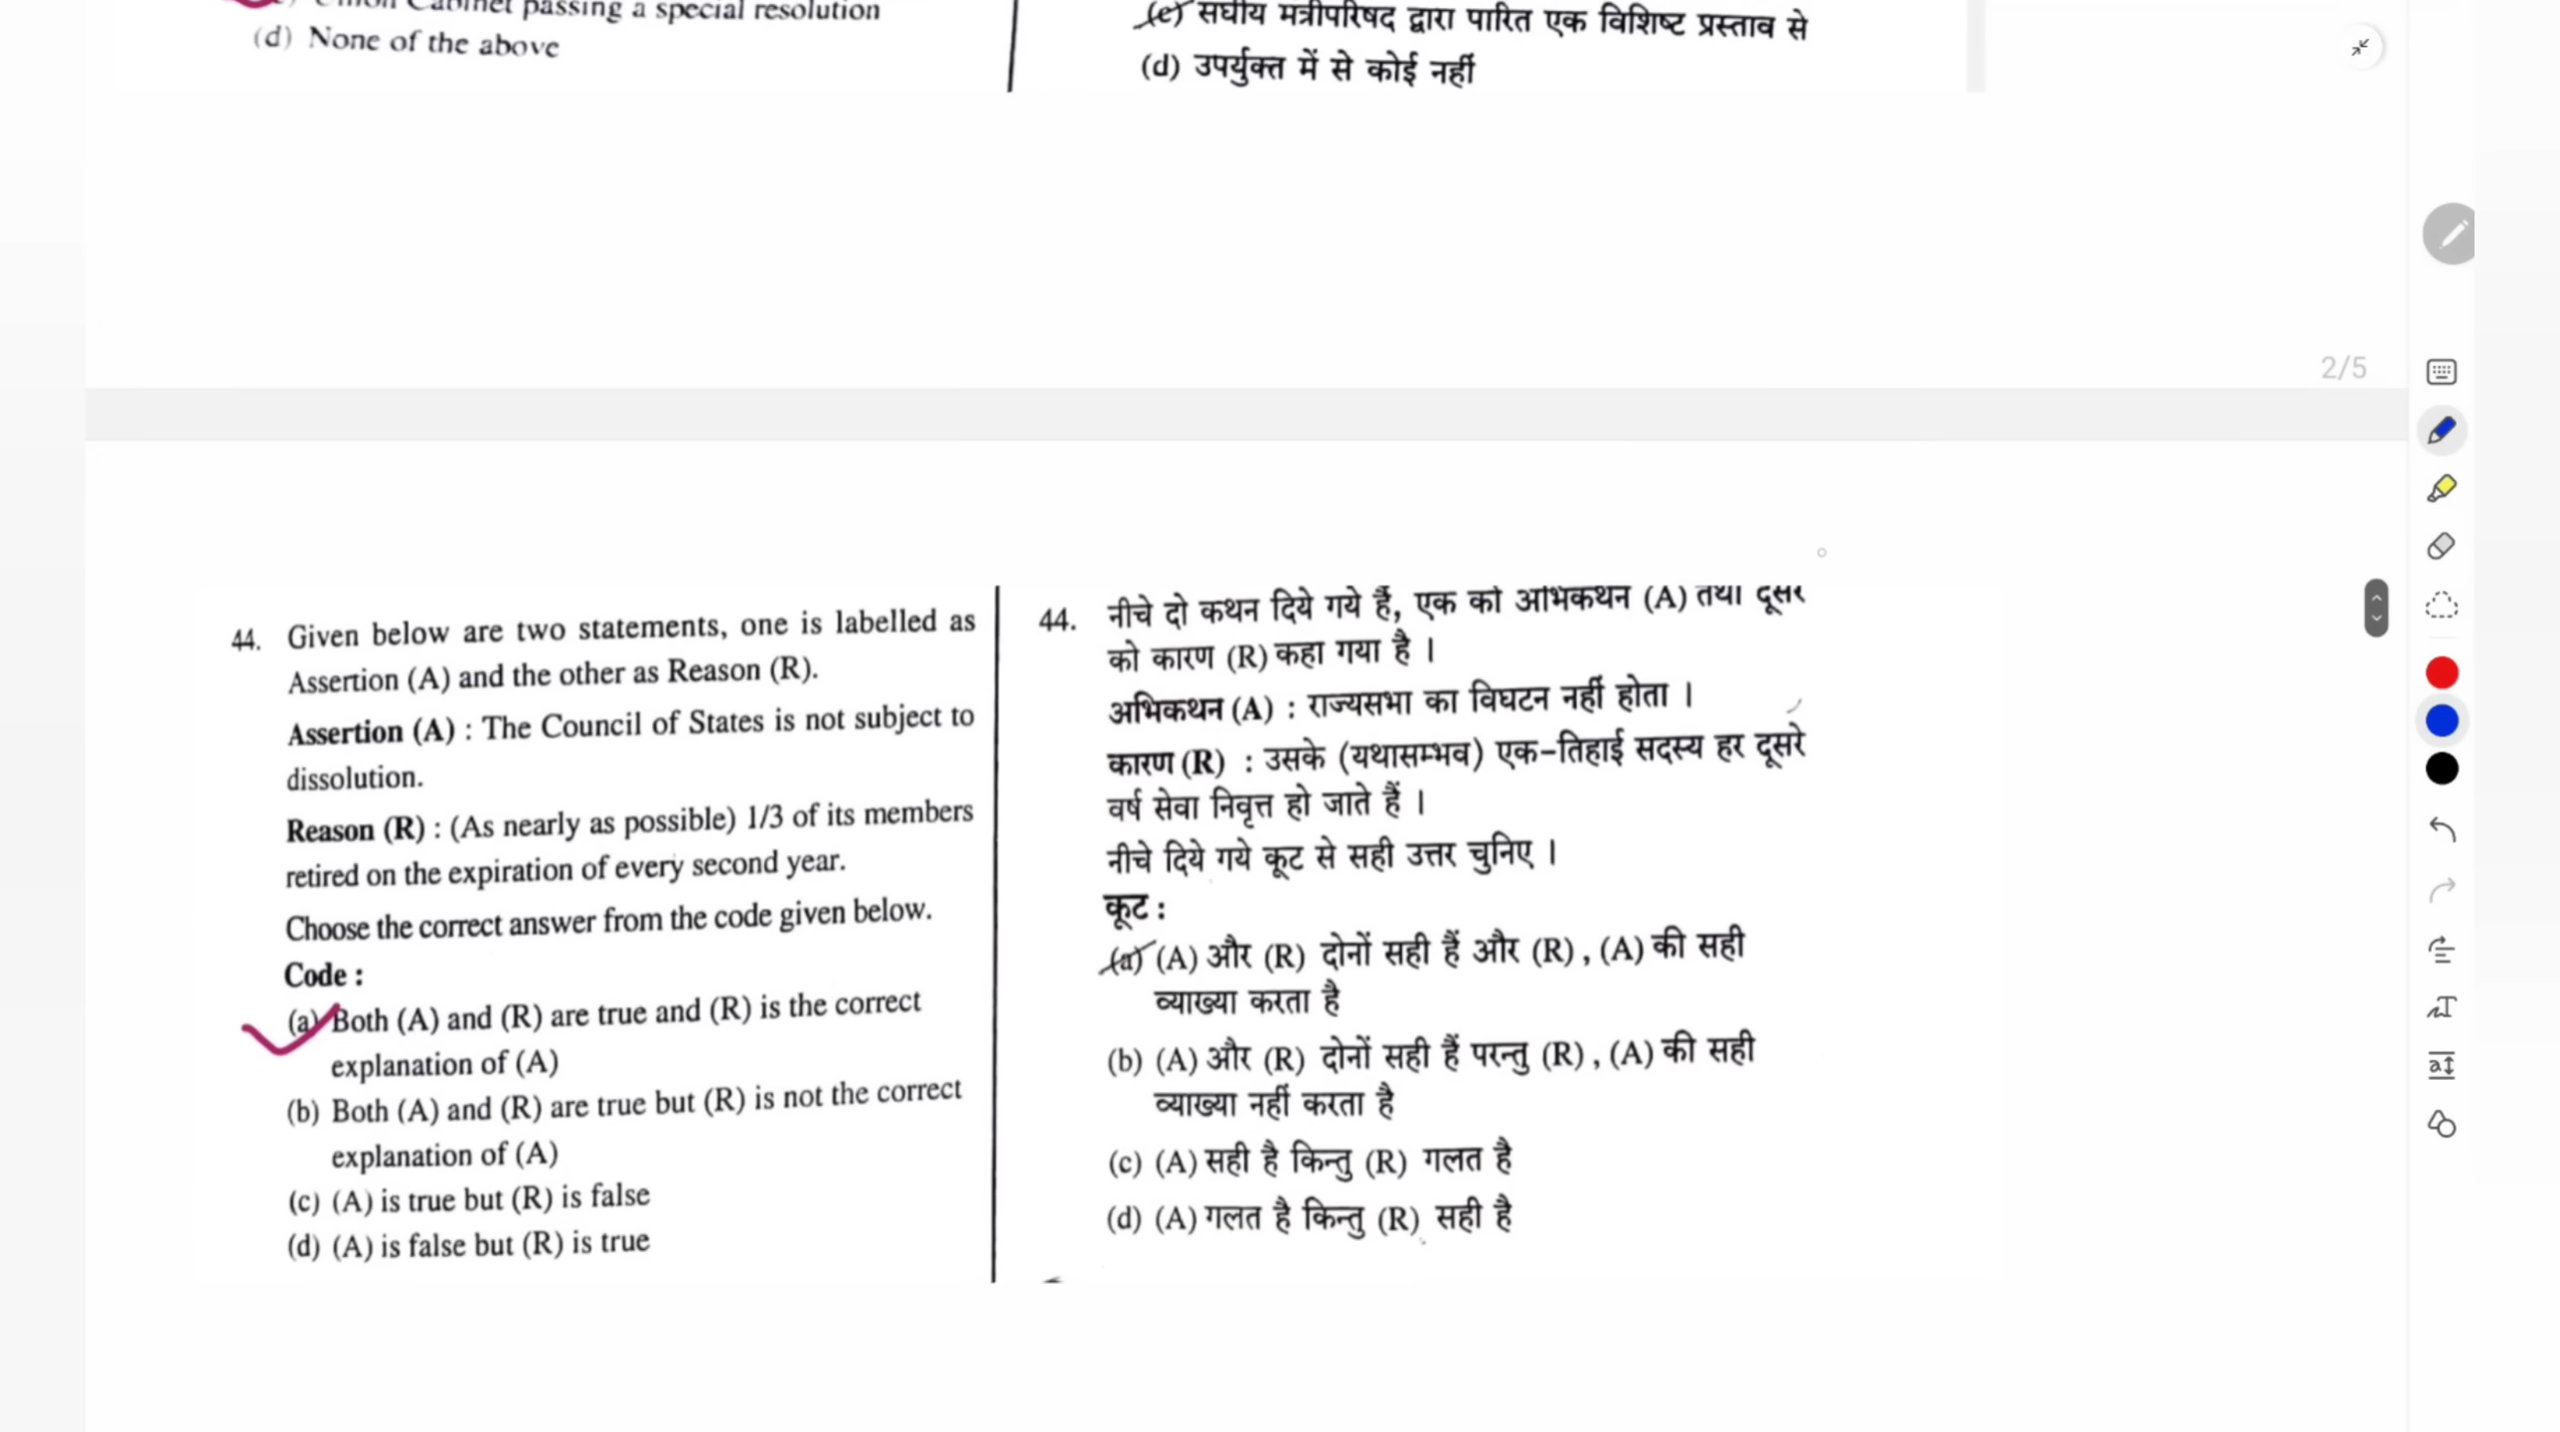 Cabinet passing a special resolution
(d) None of the above
(c) संघीय मंत्रीपरिषद द्वारा पारित एक विशिष्ट प्रस्ताव से
(d) उपर्युक्त में से कोई नहीं
2/5
44. Given below are two statements, one is labelled as
Assertion (A) and the other as Reason (R).
Assertion (A) : The Council of States is not subject to
dissolution.
Reason (R) : (As nearly as possible) 1/3 of its members
retired on the expiration of every second year.
Choose the correct answer from the code given below.
Code :
(a) Both (A) and (R) are true and (R) is the correct
explanation of (A)
(b) Both (A) and (R) are true but (R) is not the correct
explanation of (A)
(c) (A) is true but (R) is false
(d) (A) is false but (R) is true
44. नीचे दो कथन दिये गये हैं, एक को अभिकथन (A) तथा दूसरे
को कारण (R) कहा गया है ।
अभिकथन (A) : राज्यसभा का विघटन नहीं होता ।
कारण (R) : उसके (यथासम्भव) एक-तिहाई सदस्य हर दूसरे
वर्ष सेवा निवृत्त हो जाते हैं ।
नीचे दिये गये कूट से सही उत्तर चुनिए ।
कूट :
(a) (A) और (R) दोनों सही हैं और (R) , (A) की सही
व्याख्या करता है
(b) (A) और (R) दोनों सही हैं परन्तु (R) , (A) की सही
व्याख्या नहीं करता है
(c) (A) सही है किन्तु (R) गलत है
(d) (A) गलत है किन्तु (R) सही है